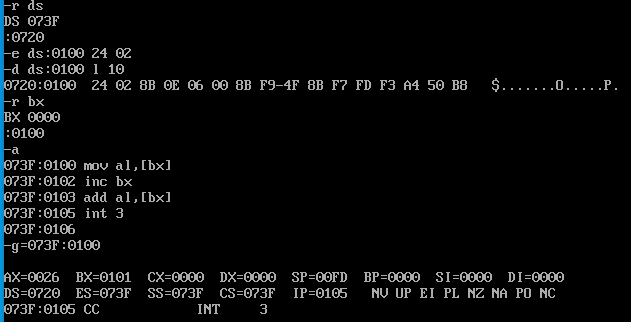 -r ds
DS 073F
:0720
-e ds:0100 24 02
-d ds:0100 l 10
0720:0100  24 02 8B 0E 06 00 8B F9-4F 8B F7 FD F3 A4 50 B8   $.......O.....P.
-r bx
BX 0000
:0100
-a
073F:0100 mov al,[bx]
073F:0102 inc bx
073F:0103 add al,[bx]
073F:0105 int 3
073F:0106
-g=073F:0100

AX=0026  BX=0101  CX=0000  DX=0000  SP=00FD  BP=0000  SI=0000  DI=0000
DS=0720  ES=073F  SS=073F  CS=073F  IP=0105   NV UP EI PL NZ NA PO NC
073F:0105 CC            INT     3